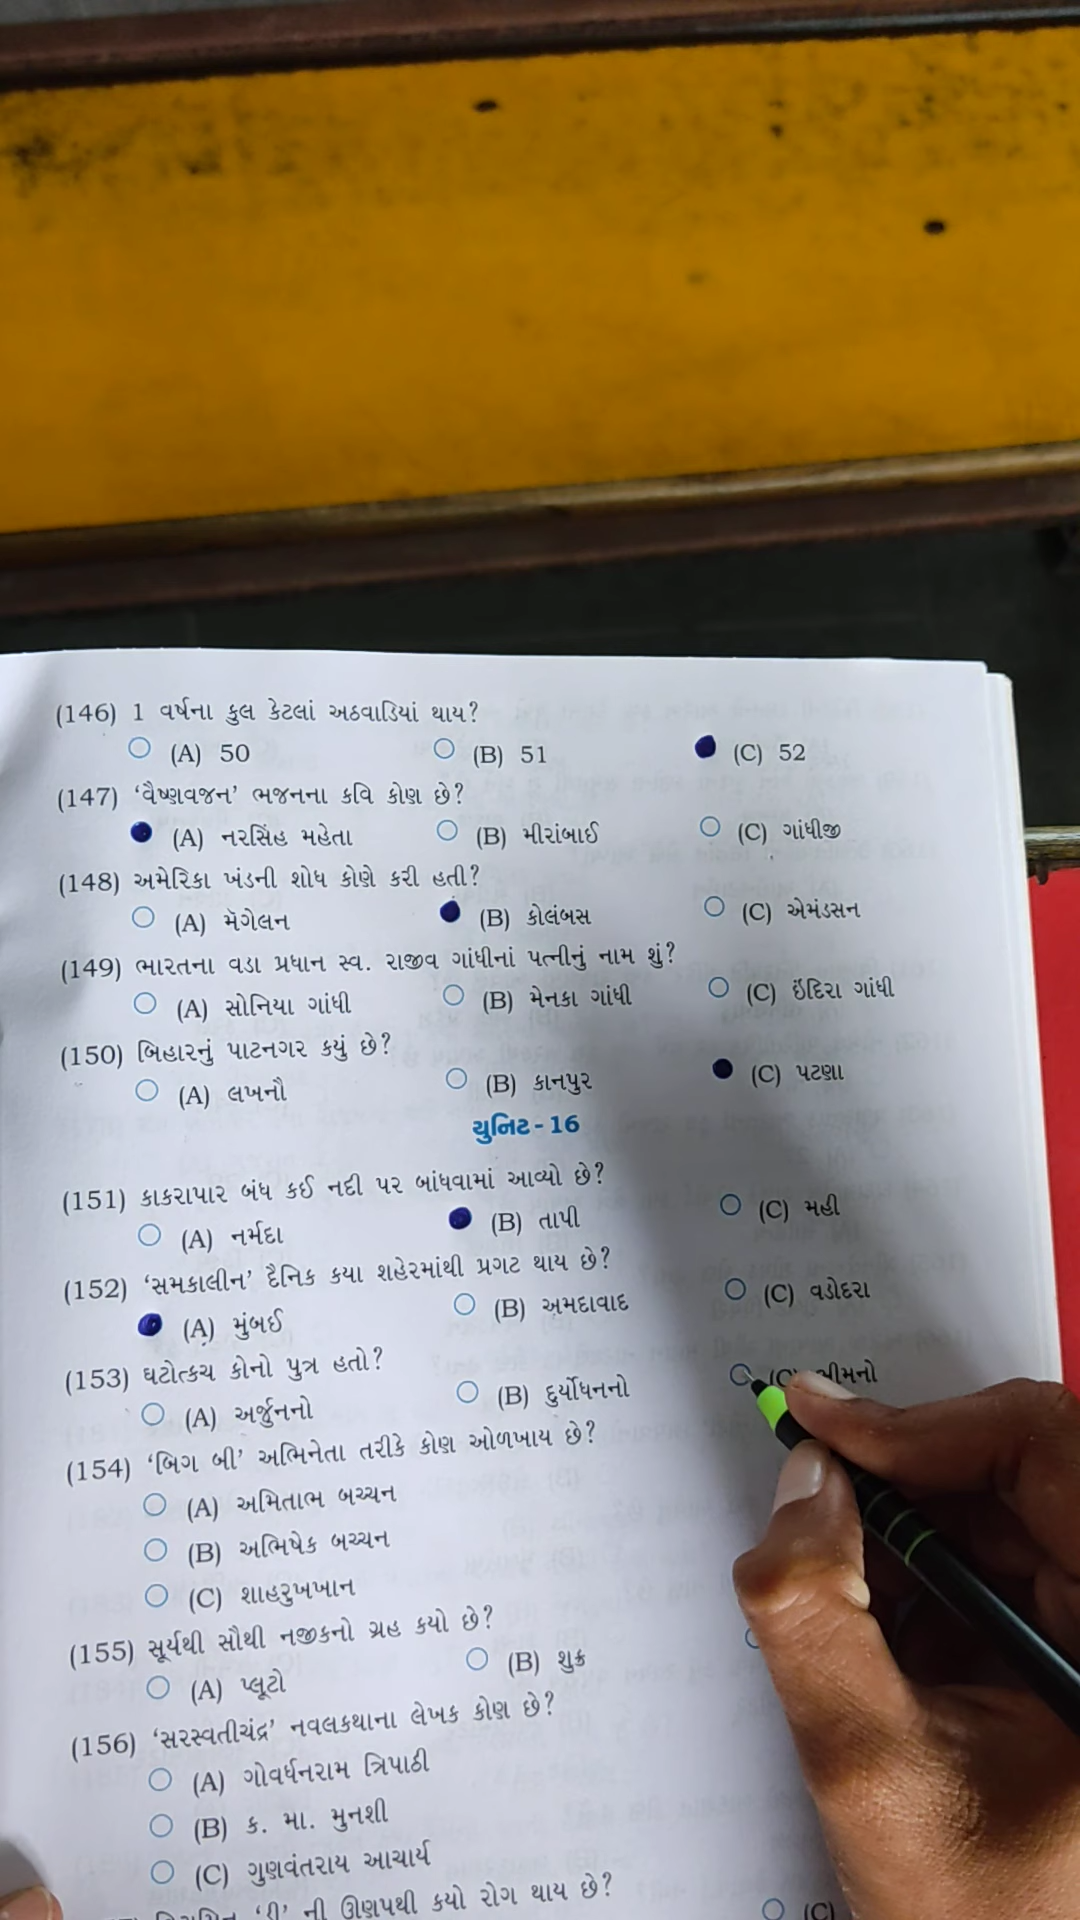 (146) 1 વર્ષના કુલ કેટલાં અઠવાડિયાં થાય?
(A) 50 (B) 51 (C) 52
(147) ‘વૈષ્ણવજન’ ભજનના કવિ કોણ છે?
(A) નરસિંહ મહેતા (B) મીરાંબાઈ (C) ગાંધીજી
(148) અમેરિકા ખંડની શોધ કોણે કરી હતી?
(A) મૅગેલન (B) કોલંબસ (C) એમંડસન
(149) ભારતના વડા પ્રધાન સ્વ. રાજીવ ગાંધીનાં પત્નીનું નામ શું?
(A) સોનિયા ગાંધી (B) મેનકા ગાંધી (C) ઇંદિરા ગાંધી
(150) બિહારનું પાટનગર કયું છે?
(A) લખનૌ (B) કાનપુર (C) પટણા
યુનિટ - 16
(151) કાકરાપાર બંધ કઈ નદી પર બાંધવામાં આવ્યો છે?
(A) નર્મદા (B) તાપી (C) મહી
(152) ‘સમકાલીન’ દૈનિક કયા શહેરમાંથી પ્રગટ થાય છે?
(A) મુંબઈ (B) અમદાવાદ (C) વડોદરા
(153) ઘટોત્કચ કોનો પુત્ર હતો?
(A) અર્જુનનો (B) દુર્યોધનનો (C) ભીમનો
(154) ‘બિગ બી’ અભિનેતા તરીકે કોણ ઓળખાય છે?
(A) અમિતાભ બચ્ચન
(B) અભિષેક બચ્ચન
(C) શાહરુખખાન
(155) સૂર્યથી સૌથી નજીકનો ગ્રહ કયો છે?
(A) પ્લૂટો (B) શુક્ર
(156) ‘સરસ્વતીચંદ્ર’ નવલકથાના લેખક કોણ છે?
(A) ગોવર્ધનરામ ત્રિપાઠી
(B) ક. મા. મુનશી
(C) ગુણવંતરાય આચાર્ય
‘ડી’ ની ઊણપથી કયો રોગ થાય છે?
(C)